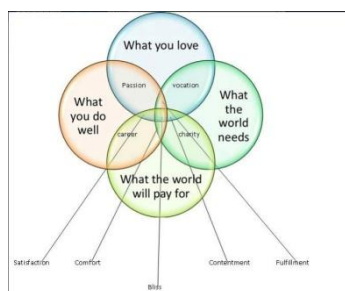 What you love
Passion
vocation
What
you do
well
What
the
world
needs
career
charity
What the world
will pay for
Satisfaction
Comfort
Contentment
Fulfillment
Bliss